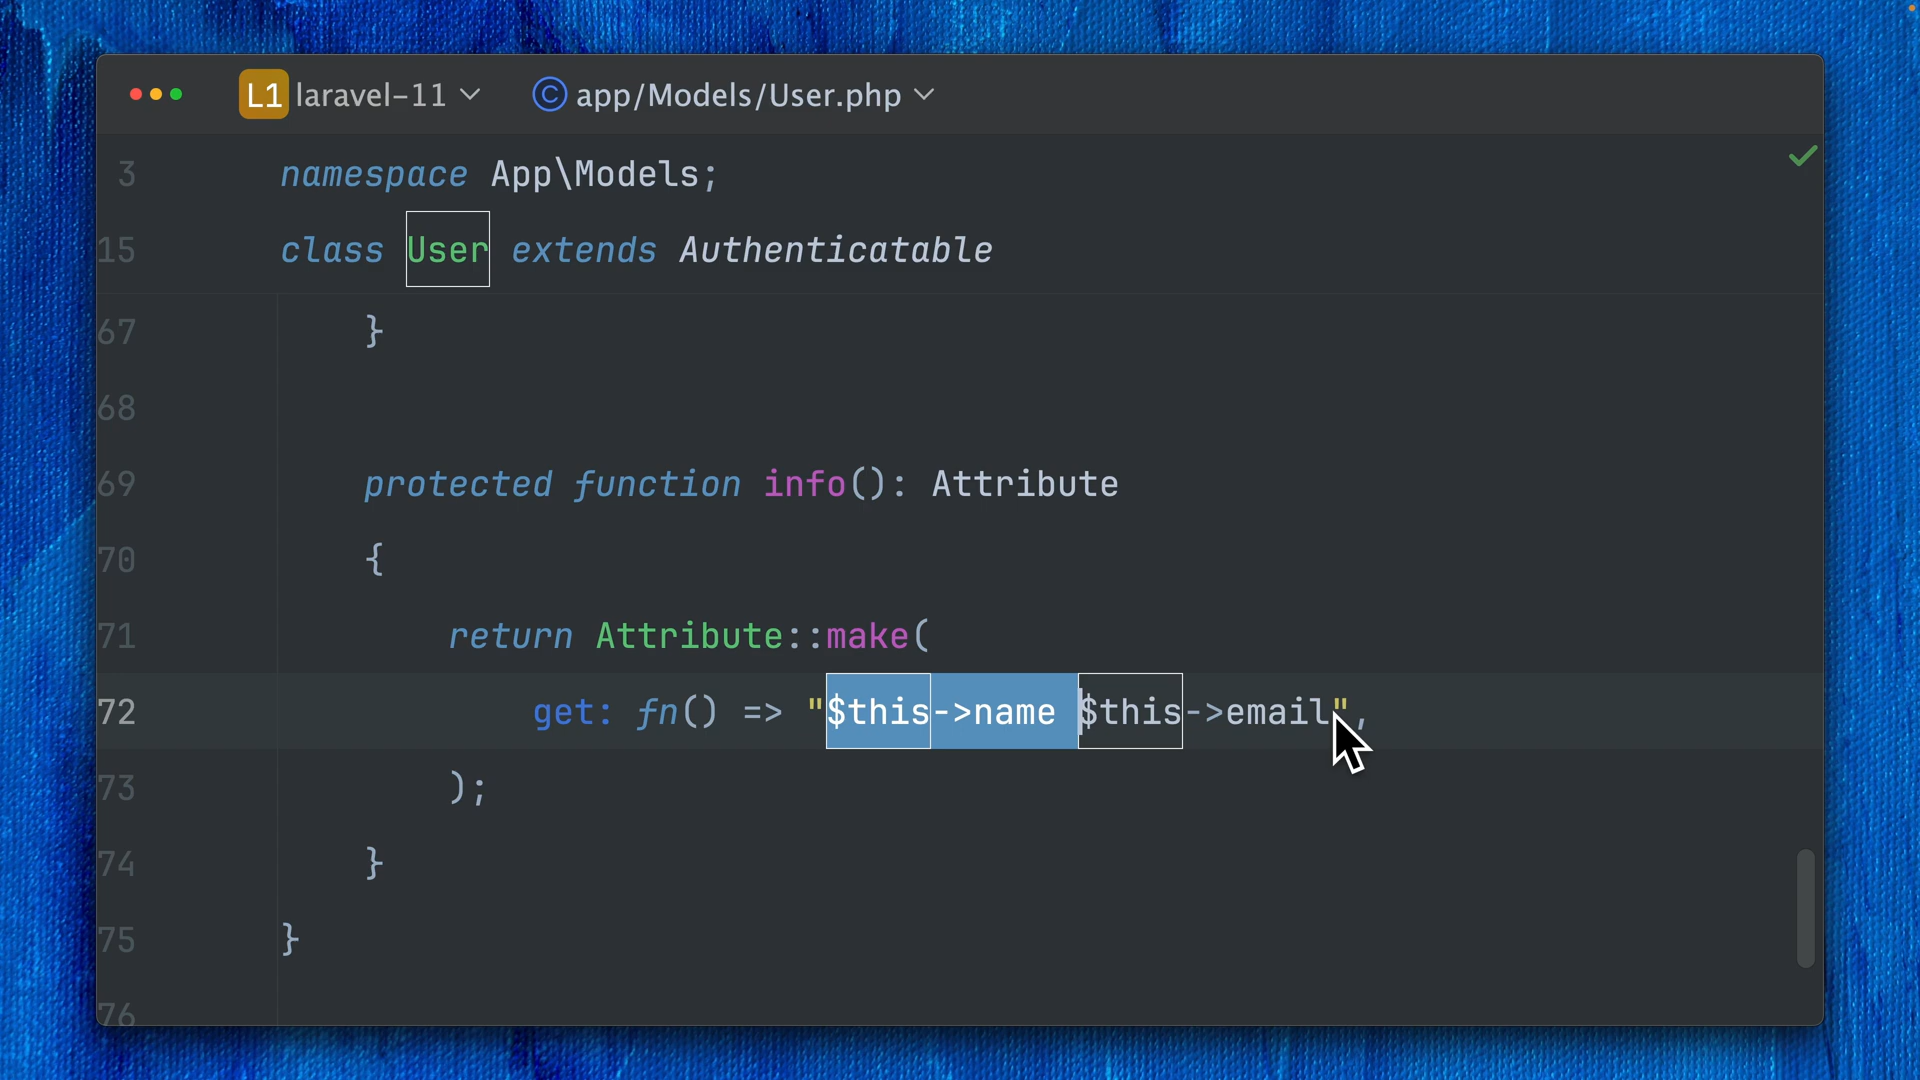 L1 laravel-11 © app/Models/User.php
3 namespace App\Models;
15 class User extends Authenticatable
67 }
68
69 protected function info(): Attribute
70 {
71 return Attribute::make(
72 get: fn() => "$this->name $this->email",
73 );
74 }
75 }
76